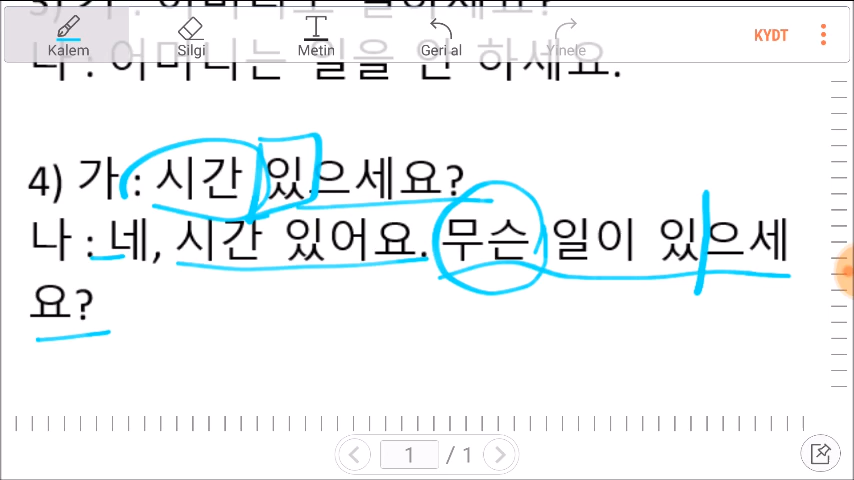 Kalem Silgi Metin Geri al Yinele KYDT
나 : 어머니는 일을 안 하세요.
4) 가 : 시간 있으세요?
나 : 네, 시간 있어요. 무슨 일이 있으세
요?
1 / 1